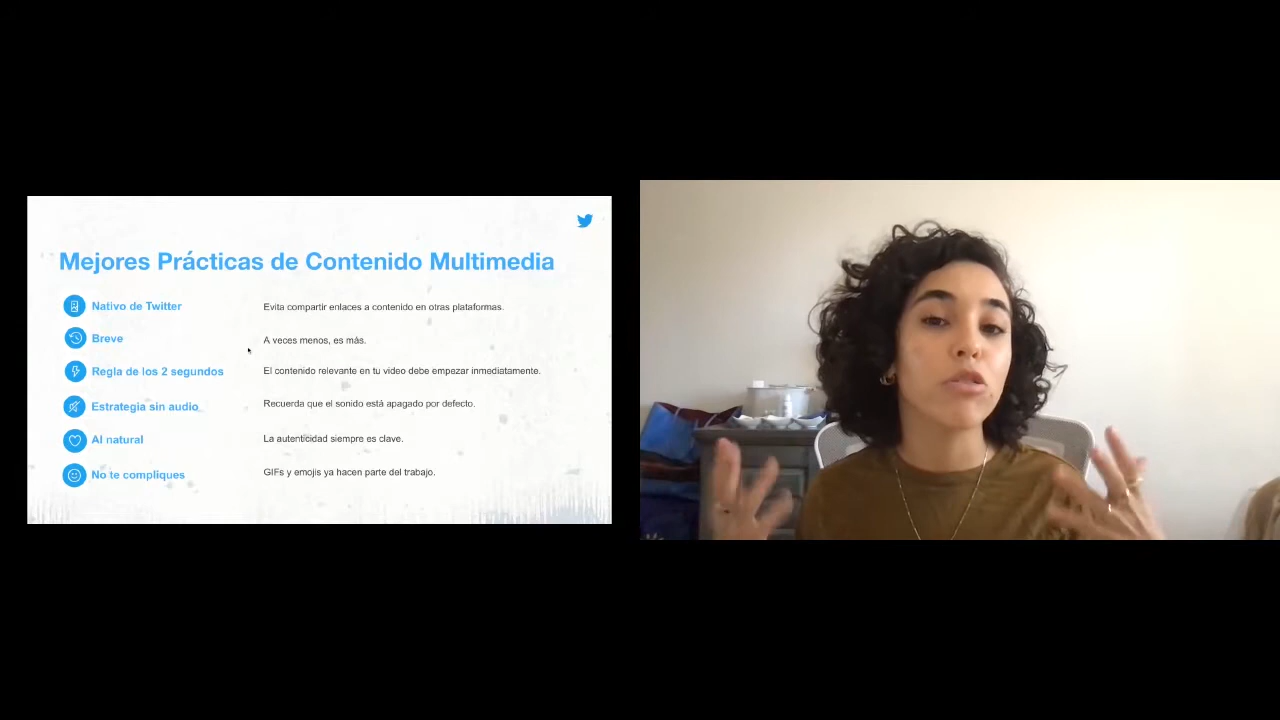 Mejores Prácticas de Contenido Multimedia
Nativo de Twitter Evita compartir enlaces a contenido en otras plataformas.
Breve A veces menos, es más.
Regla de los 2 segundos El contenido relevante en tu video debe empezar inmediatamente.
Estrategia sin audio Recuerda que el sonido está apagado por defecto.
Al natural La autenticidad siempre es clave.
No te compliques GIFs y emojis ya hacen parte del trabajo.